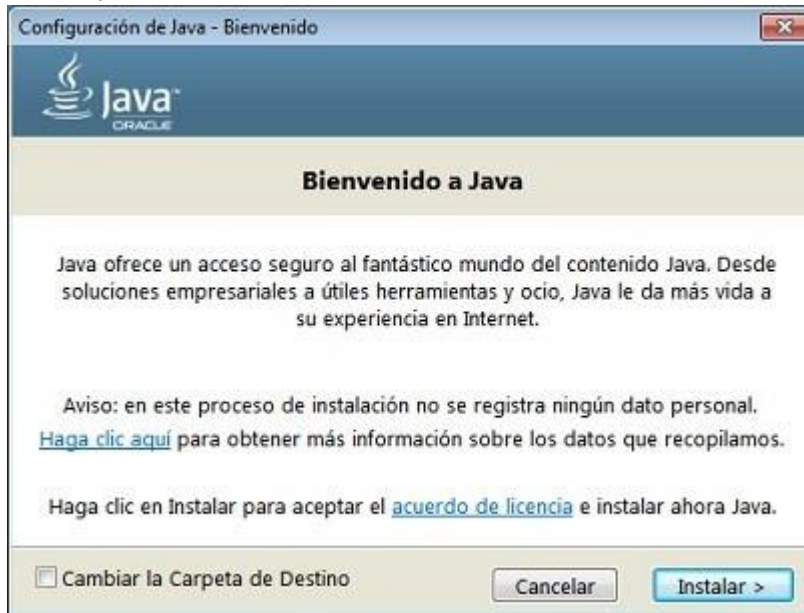 Configuración de Java - Bienvenido
Java™
ORACLE
Bienvenido a Java
Java ofrece un acceso seguro al fantástico mundo del contenido Java. Desde
soluciones empresariales a útiles herramientas y ocio, Java le da más vida a
su experiencia en Internet.
Aviso: en este proceso de instalación no se registra ningún dato personal.
Haga clic aquí para obtener más información sobre los datos que recopilamos.
Haga clic en Instalar para aceptar el acuerdo de licencia e instalar ahora Java.
Cambiar la Carpeta de Destino
Cancelar
Instalar >